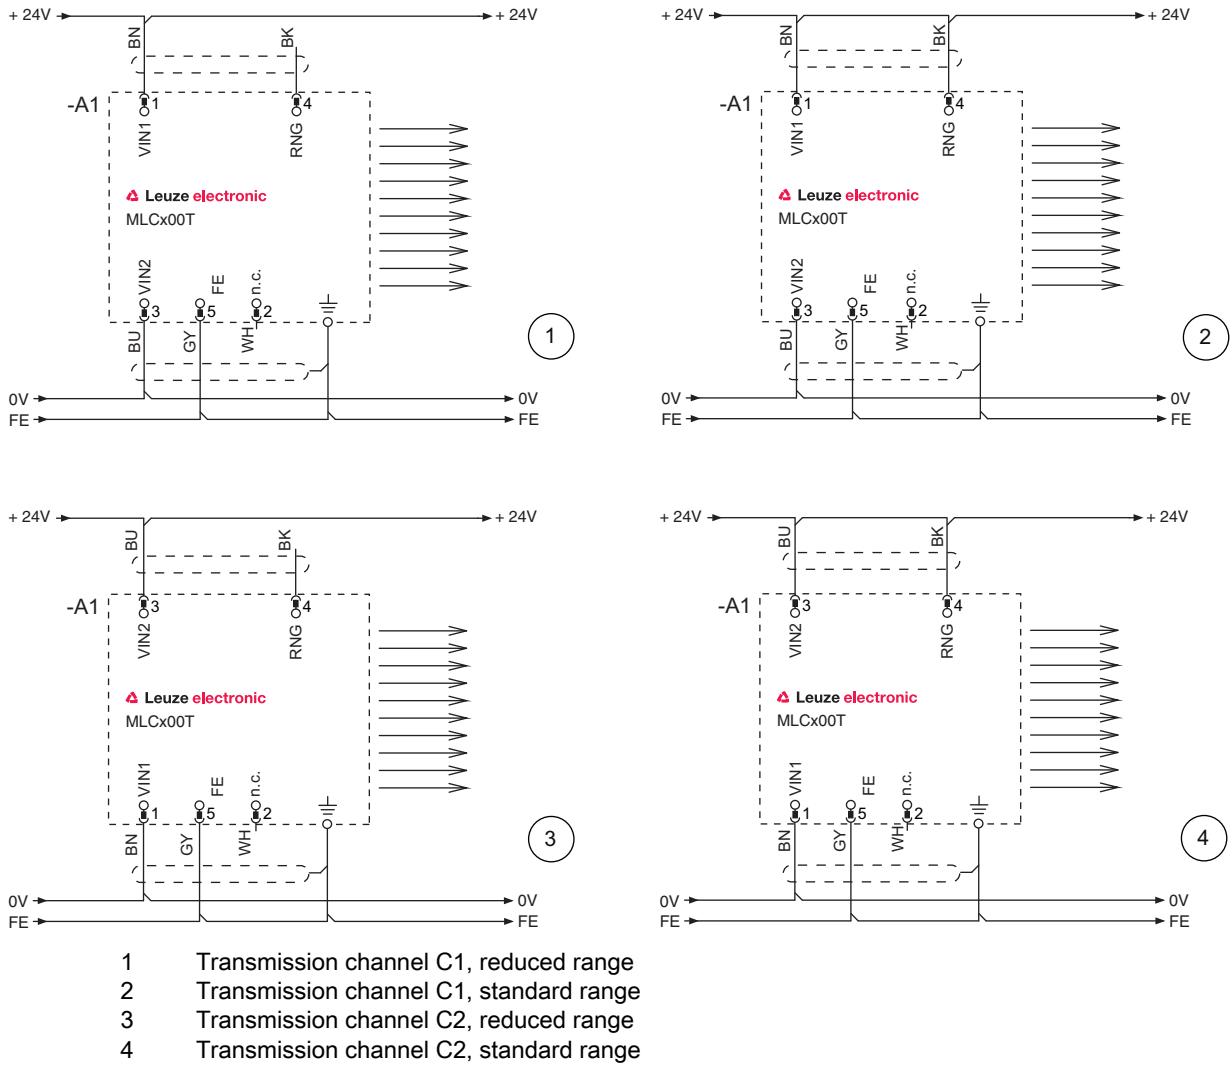 + 24V
+ 24V
BN
BK
-A1
1
4
VIN1
RNG
Leuze electronic
MLCx00T
VIN2
FE
n.c.
3
5
2
BU
GY
WH
1
0V
0V
FE
FE
+ 24V
+ 24V
BN
BK
-A1
1
4
VIN1
RNG
Leuze electronic
MLCx00T
VIN2
FE
n.c.
3
5
2
BU
GY
WH
2
0V
0V
FE
FE
+ 24V
+ 24V
BU
BK
-A1
3
4
VIN2
RNG
Leuze electronic
MLCx00T
VIN1
FE
n.c.
1
5
2
BN
GY
WH
3
0V
0V
FE
FE
+ 24V
+ 24V
BU
BK
-A1
3
4
VIN2
RNG
Leuze electronic
MLCx00T
VIN1
FE
n.c.
1
5
2
BN
GY
WH
4
0V
0V
FE
FE
1 Transmission channel C1, reduced range
2 Transmission channel C1, standard range
3 Transmission channel C2, reduced range
4 Transmission channel C2, standard range